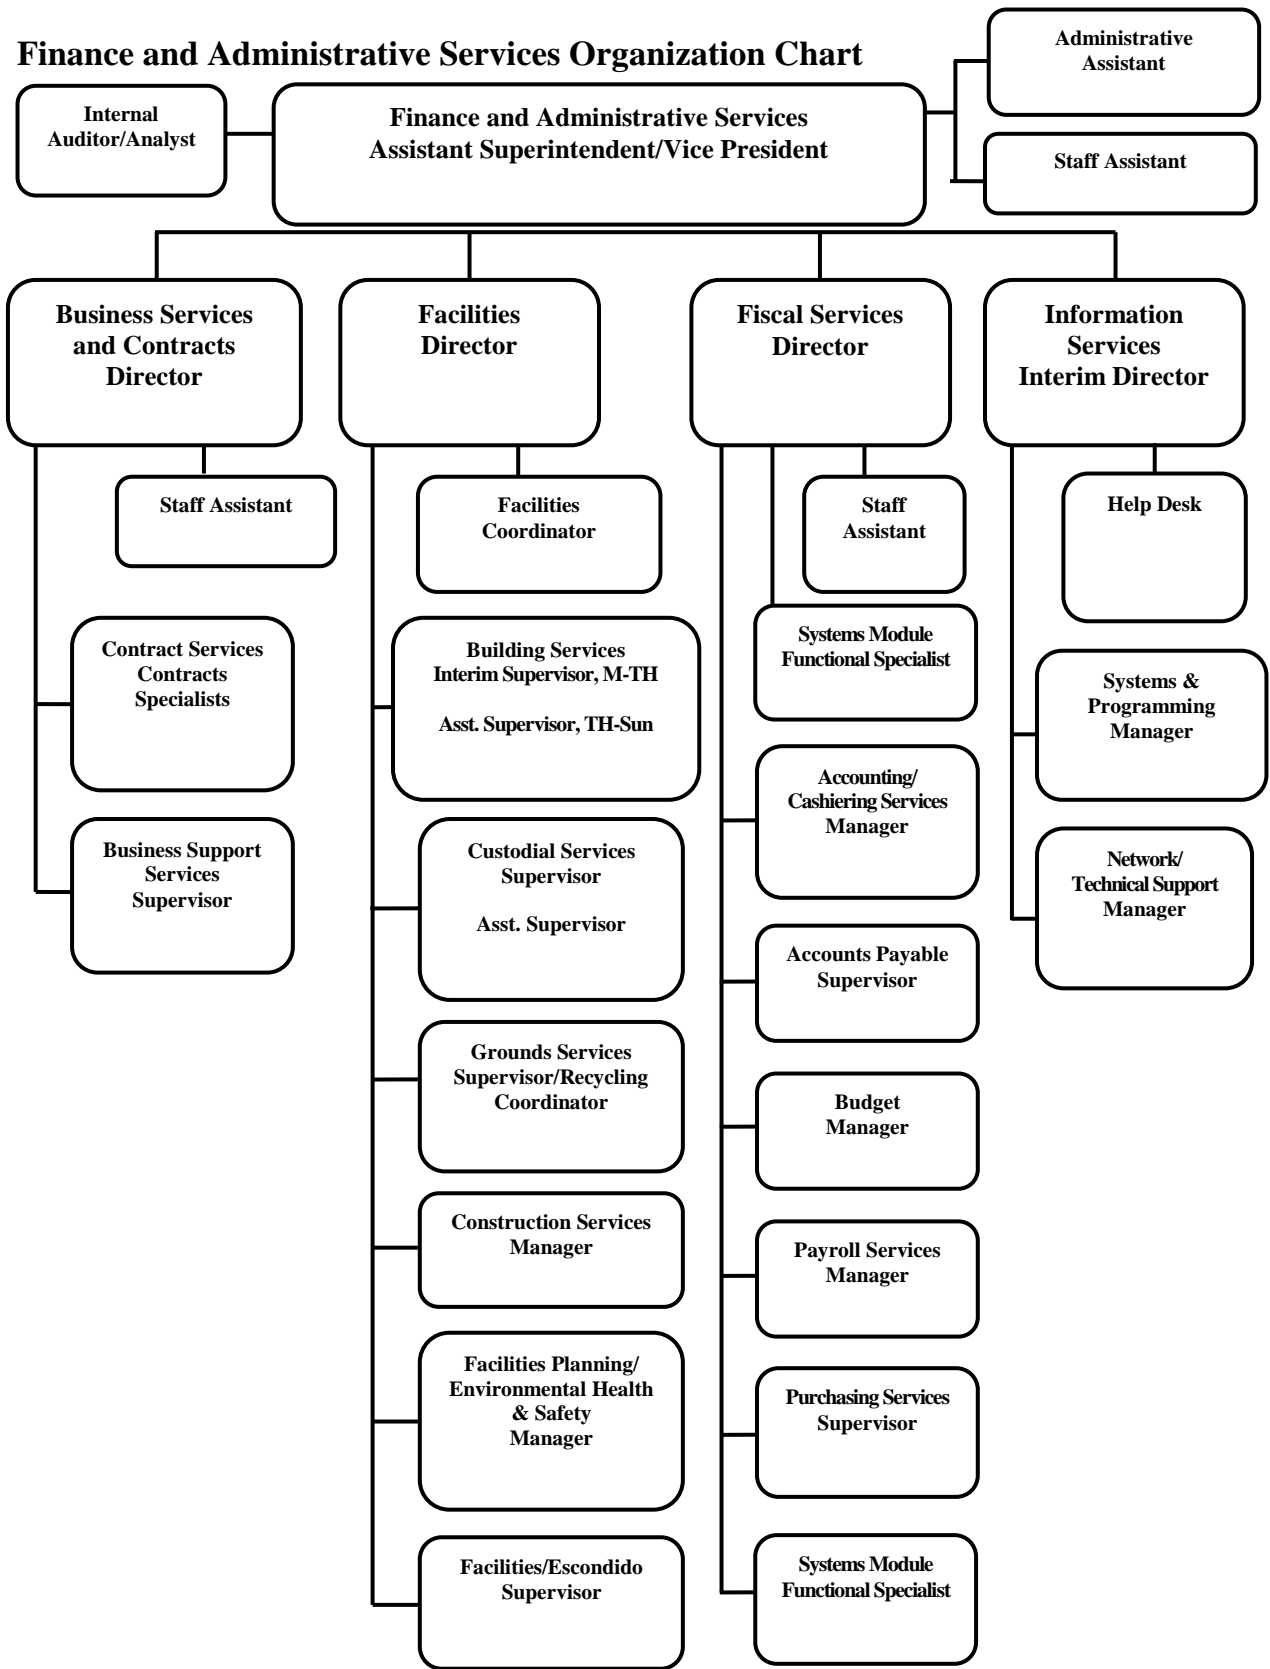 Finance and Administrative Services Organization Chart
Administrative
Assistant
Internal
Auditor/Analyst
Finance and Administrative Services
Assistant Superintendent/Vice President
Staff Assistant
Business Services
and Contracts
Director
Facilities
Director
Fiscal Services
Director
Information
Services
Interim Director
Staff Assistant
Contract Services
Contracts
Specialists
Business Support
Services
Supervisor
Facilities
Coordinator
Building Services
Interim Supervisor, M-TH
Asst. Supervisor, TH-Sun
Custodial Services
Supervisor
Asst. Supervisor
Grounds Services
Supervisor/Recycling
Coordinator
Construction Services
Manager
Facilities Planning/
Environmental Health
& Safety
Manager
Facilities/Escondido
Supervisor
Staff
Assistant
Systems Module
Functional Specialist
Accounting/
Cashiering Services
Manager
Accounts Payable
Supervisor
Budget
Manager
Payroll Services
Manager
Purchasing Services
Supervisor
Systems Module
Functional Specialist
Help Desk
Systems &
Programming
Manager
Network/
Technical Support
Manager